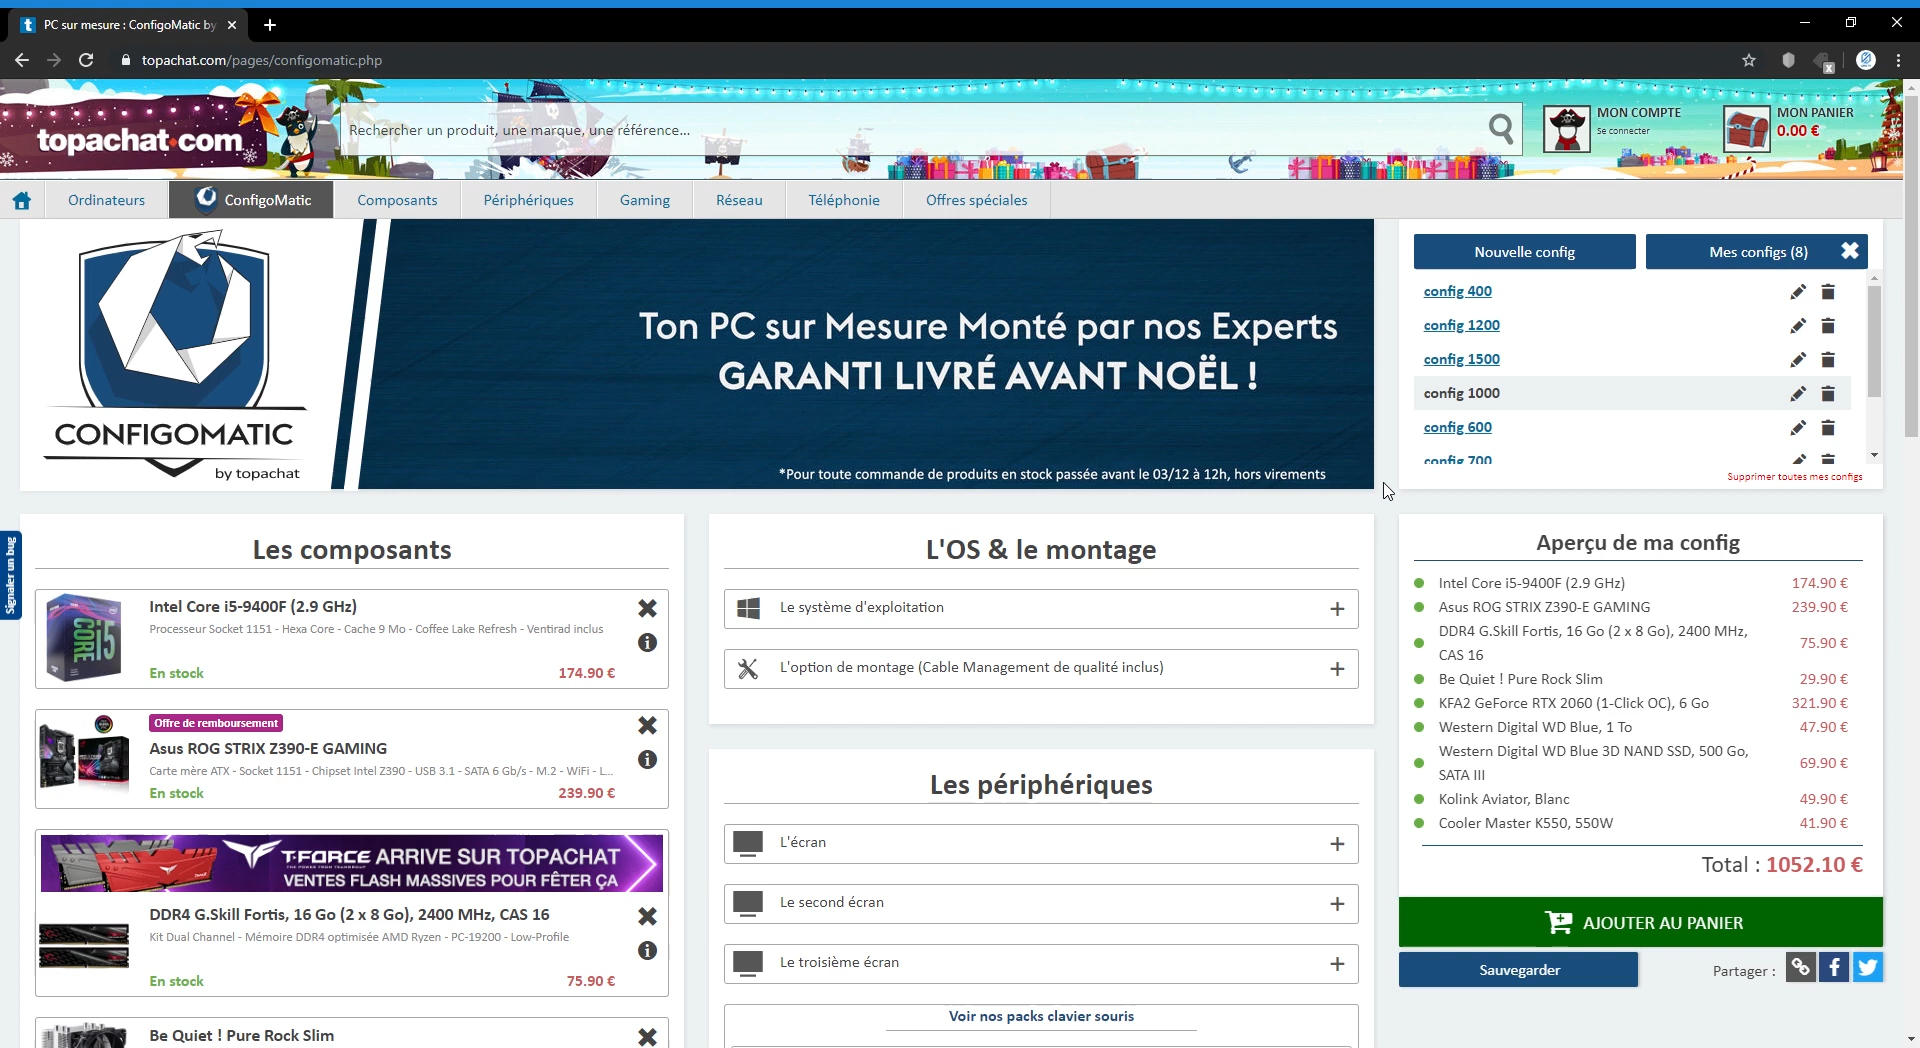 PC sur mesure : ConfigoMatic by
topachat.com/pages/configomatic.php
topachat.com
Rechercher un produit, une marque, une référence...
MON COMPTE
Se connecter
MON PANIER
0.00 €
Ordinateurs
ConfigoMatic
Composants
Périphériques
Gaming
Réseau
Téléphonie
Offres spéciales
CONFIGOMATIC
by topachat
Ton PC sur Mesure Monté par nos Experts
GARANTI LIVRÉ AVANT NOËL !
*Pour toute commande de produits en stock passée avant le 03/12 à 12h, hors virements
Nouvelle config
Mes configs (8)
config 400
config 1200
config 1500
config 1000
config 600
config 700
Supprimer toutes mes configs
Signaler un bug
Les composants
Intel Core i5-9400F (2.9 GHz)
Processeur Socket 1151 - Hexa Core - Cache 9 Mo - Coffee Lake Refresh - Ventirad inclus
En stock
174.90 €
CORE i5
Offre de remboursement
Asus ROG STRIX Z390-E GAMING
Carte mère ATX - Socket 1151 - Chipset Intel Z390 - USB 3.1 - SATA 6 Gb/s - M.2 - WiFi - L...
En stock
239.90 €
T-FORCE ARRIVE SUR TOPACHAT
VENTES FLASH MASSIVES POUR FÊTER ÇA
DDR4 G.Skill Fortis, 16 Go (2 x 8 Go), 2400 MHz, CAS 16
Kit Dual Channel - Mémoire DDR4 optimisée AMD Ryzen - PC-19200 - Low-Profile
En stock
75.90 €
Be Quiet ! Pure Rock Slim
L'OS & le montage
Le système d'exploitation
L'option de montage (Cable Management de qualité inclus)
Les périphériques
L'écran
Le second écran
Le troisième écran
Voir nos packs clavier souris
Aperçu de ma config
Intel Core i5-9400F (2.9 GHz) 174.90 €
Asus ROG STRIX Z390-E GAMING 239.90 €
DDR4 G.Skill Fortis, 16 Go (2 x 8 Go), 2400 MHz,
CAS 16 75.90 €
Be Quiet ! Pure Rock Slim 29.90 €
KFA2 GeForce RTX 2060 (1-Click OC), 6 Go 321.90 €
Western Digital WD Blue, 1 To 47.90 €
Western Digital WD Blue 3D NAND SSD, 500 Go,
SATA III 69.90 €
Kolink Aviator, Blanc 49.90 €
Cooler Master K550, 550W 41.90 €
Total : 1052.10 €
AJOUTER AU PANIER
Sauvegarder
Partager :